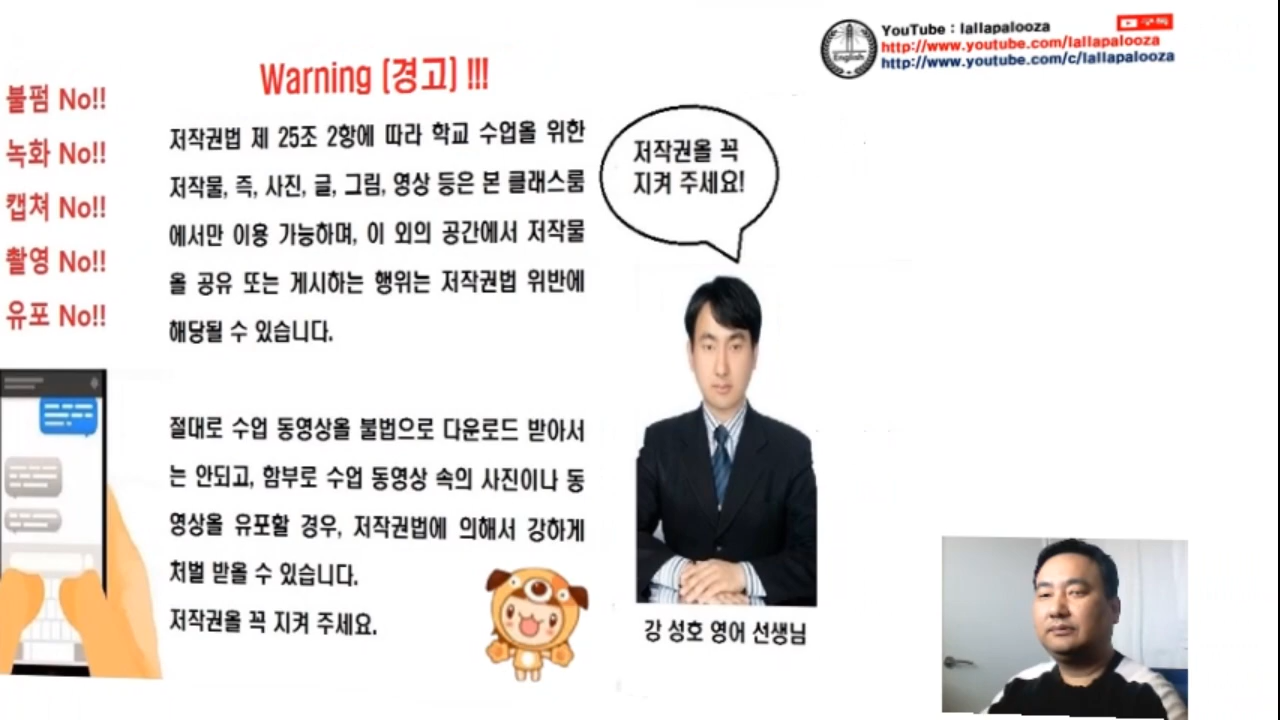 YouTube : lallapalooza
http://www.youtube.com/lallapalooza
http://www.youtube.com/c/lallapalooza
English
Warning (경고) !!!
불펌 No!!
녹화 No!!
캡쳐 No!!
촬영 No!!
유포 No!!
저작권법 제 25조 2항에 따라 학교 수업을 위한
저작물, 즉, 사진, 글, 그림, 영상 등은 본 클래스룸
에서만 이용 가능하며, 이 외의 공간에서 저작물
을 공유 또는 게시하는 행위는 저작권법 위반에
해당될 수 있습니다.
절대로 수업 동영상을 불법으로 다운로드 받아서
는 안되고, 함부로 수업 동영상 속의 사진이나 동
영상을 유포할 경우, 저작권법에 의해서 강하게
처벌 받을 수 있습니다.
저작권을 꼭 지켜 주세요.
저작권을 꼭
지켜 주세요!
강 성호 영어 선생님